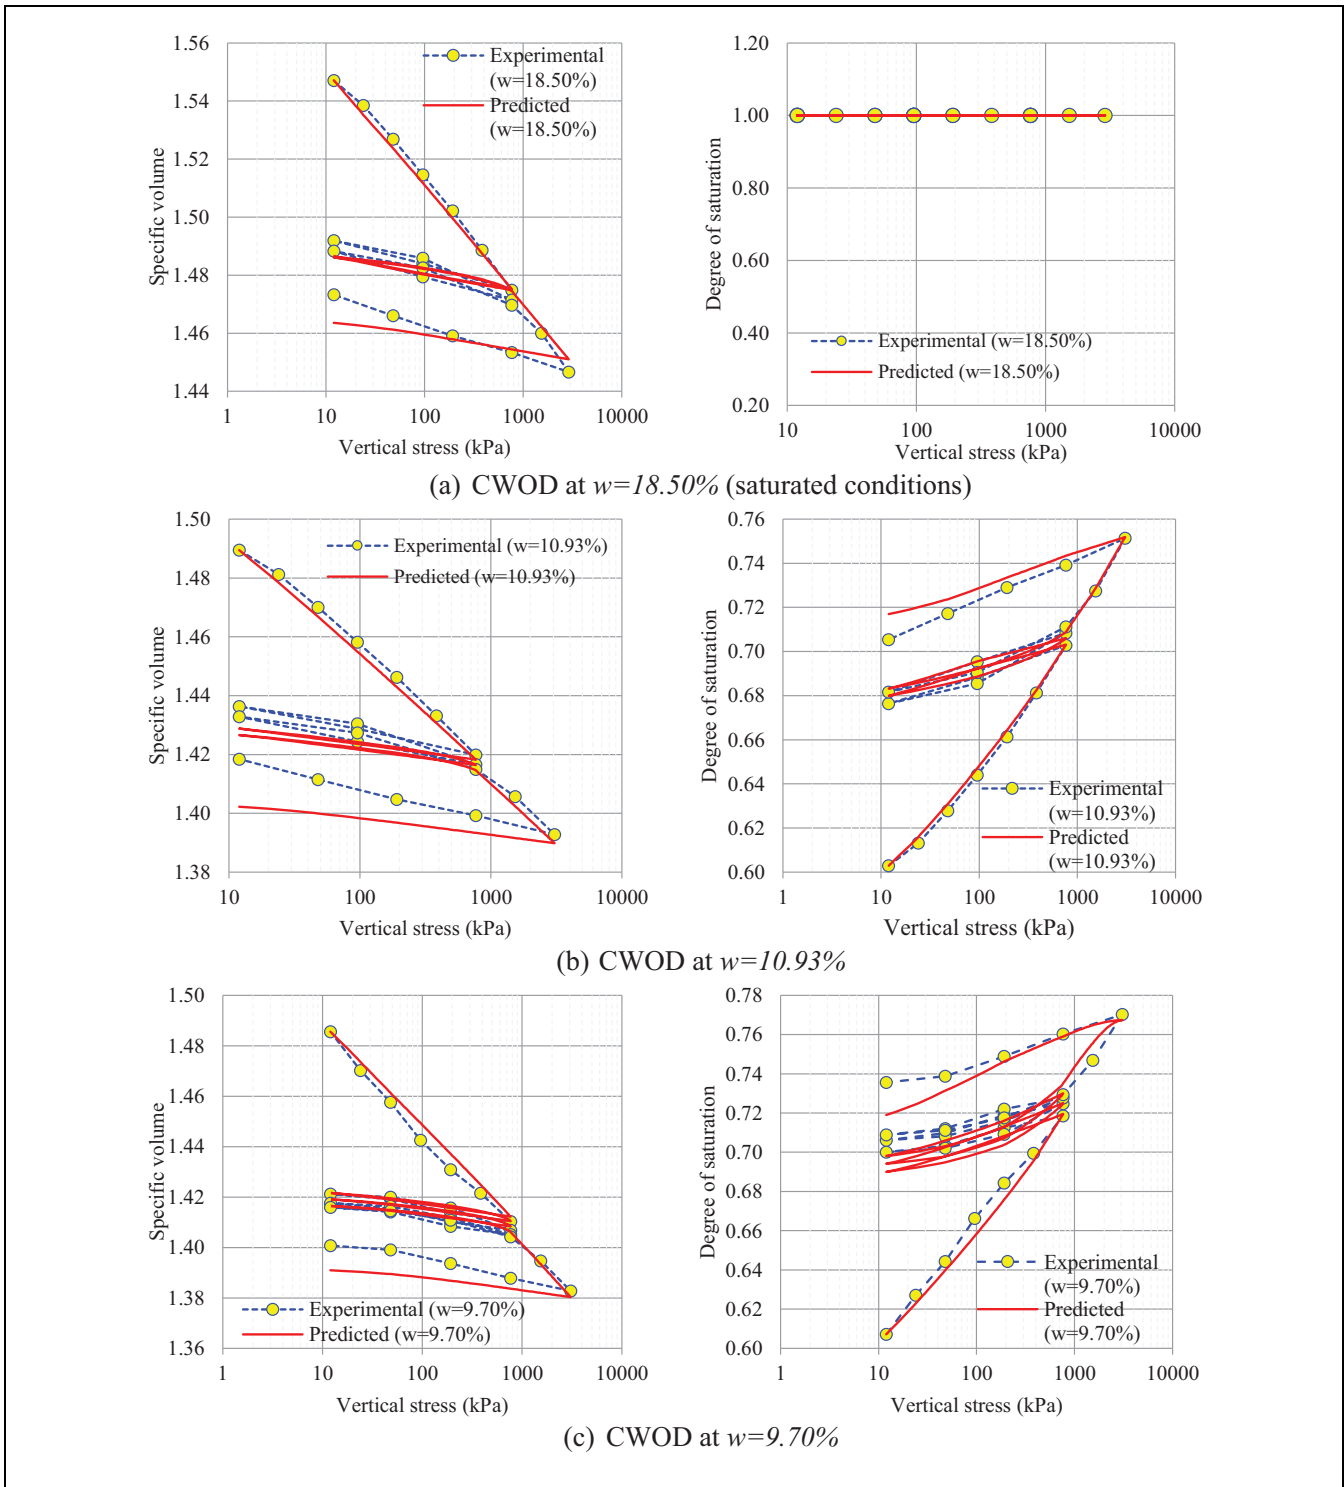 1.56
1.54
1.52
1.50
1.48
1.46
1.44
Specific volume
1
10
100
1000
10000
Vertical stress (kPa)
Experimental
(w=18.50%)
Predicted
(w=18.50%)
1.20
1.00
0.80
0.60
0.40
0.20
Degree of saturation
10
100
1000
10000
Vertical stress (kPa)
Experimental (w=18.50%)
Predicted (w=18.50%)
(a) CWOD at w=18.50% (saturated conditions)
1.50
1.48
1.46
1.44
1.42
1.40
1.38
Specific volume
10
100
1000
10000
Vertical stress (kPa)
Experimental (w=10.93%)
Predicted (w=10.93%)
0.76
0.74
0.72
0.70
0.68
0.66
0.64
0.62
0.60
Degree of saturation
1
10
100
1000
10000
Vertical stress (kPa)
Experimental
(w=10.93%)
Predicted
(w=10.93%)
(b) CWOD at w=10.93%
1.50
1.48
1.46
1.44
1.42
1.40
1.38
1.36
Specific volume
1
10
100
1000
10000
Vertical stress (kPa)
Experimental (w=9.70%)
Predicted (w=9.70%)
0.78
0.76
0.74
0.72
0.70
0.68
0.66
0.64
0.62
0.60
Degree of saturation
1
10
100
1000
10000
Vertical stress (kPa)
Experimental
(w=9.70%)
Predicted
(w=9.70%)
(c) CWOD at w=9.70%